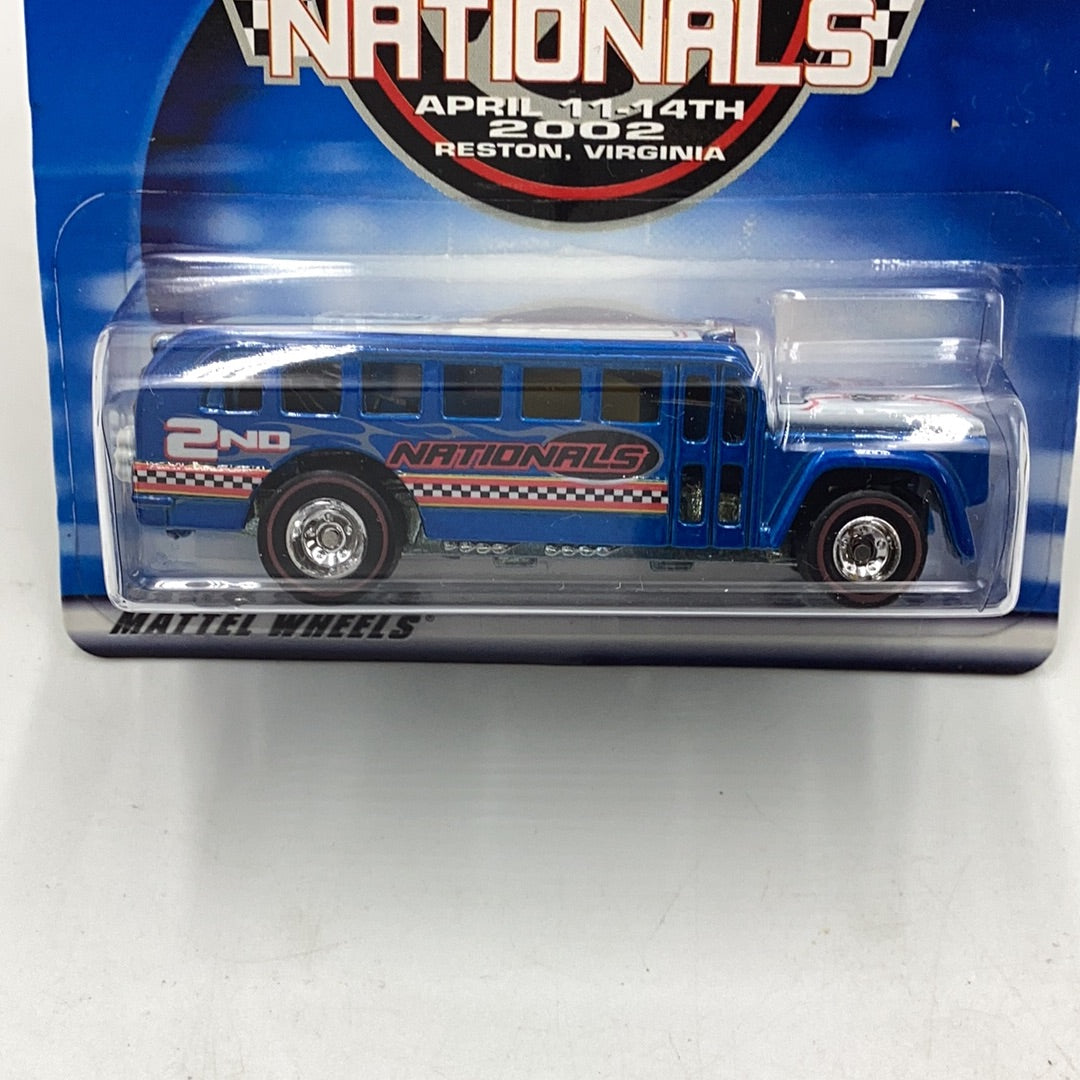 NATIONALS
APRIL 11-14TH
2002
RESTON, VIRGINIA
2ND
NATIONALS
MATTEL WHEELS®